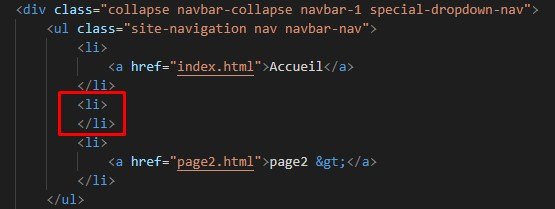 <div class="collapse navbar-collapse navbar-1 special-dropdown-nav">
<ul class="site-navigation nav navbar-nav">
<li>
<a href="index.html">Accueil</a>
</li>
<li>
</li>
<li>
<a href="page2.html">page2 &gt;</a>
</li>
</ul>